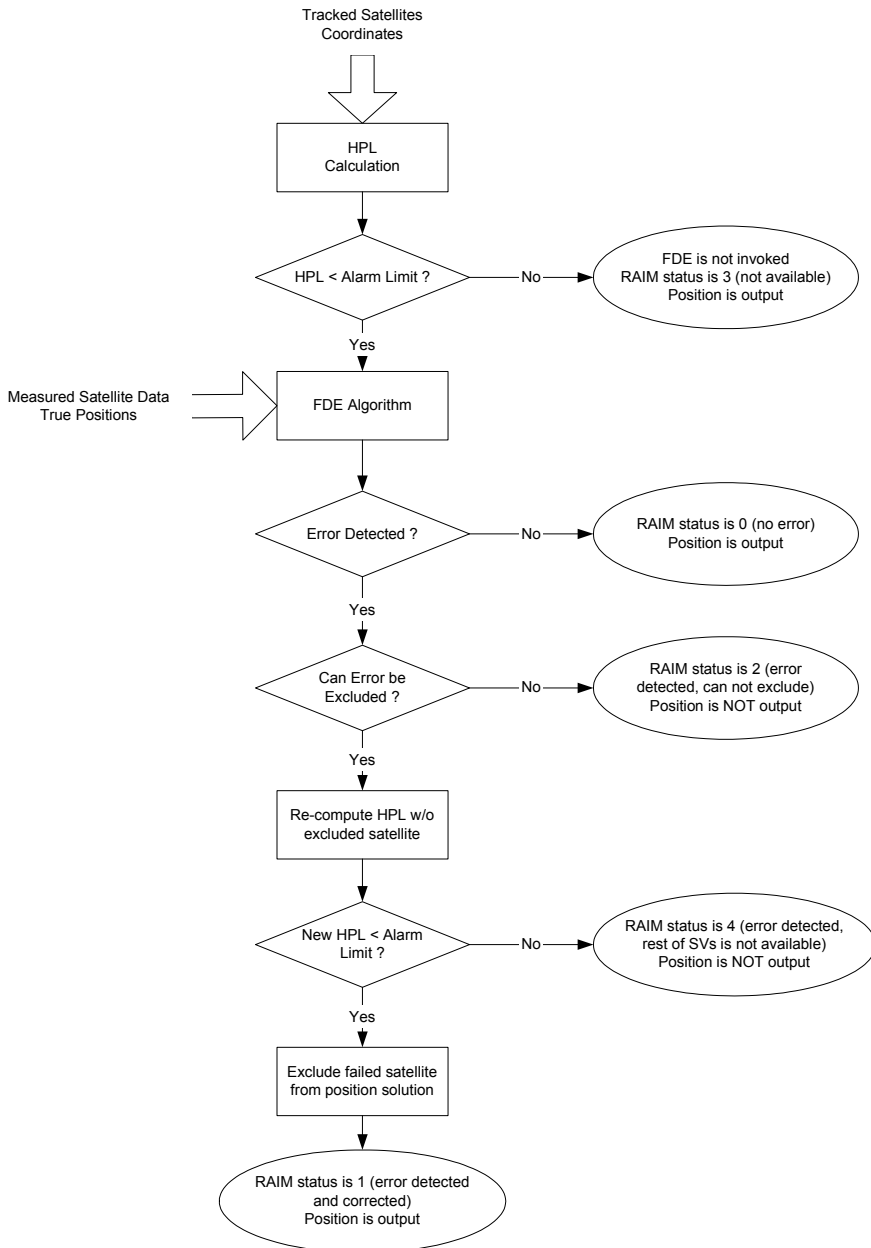 Tracked Satellites
Coordinates
HPL
Calculation
HPL < Alarm Limit ?
No
FDE is not invoked
RAIM status is 3 (not available)
Position is output
Yes
Measured Satellite Data
True Positions
FDE Algorithm
Error Detected ?
No
RAIM status is 0 (no error)
Position is output
Yes
Can Error be
Excluded ?
No
RAIM status is 2 (error
detected, can not exclude)
Position is NOT output
Yes
Re-compute HPL w/o
excluded satellite
New HPL < Alarm
Limit ?
No
RAIM status is 4 (error detected,
rest of SVs is not available)
Position is NOT output
Yes
Exclude failed satellite
from position solution
RAIM status is 1 (error detected
and corrected)
Position is output